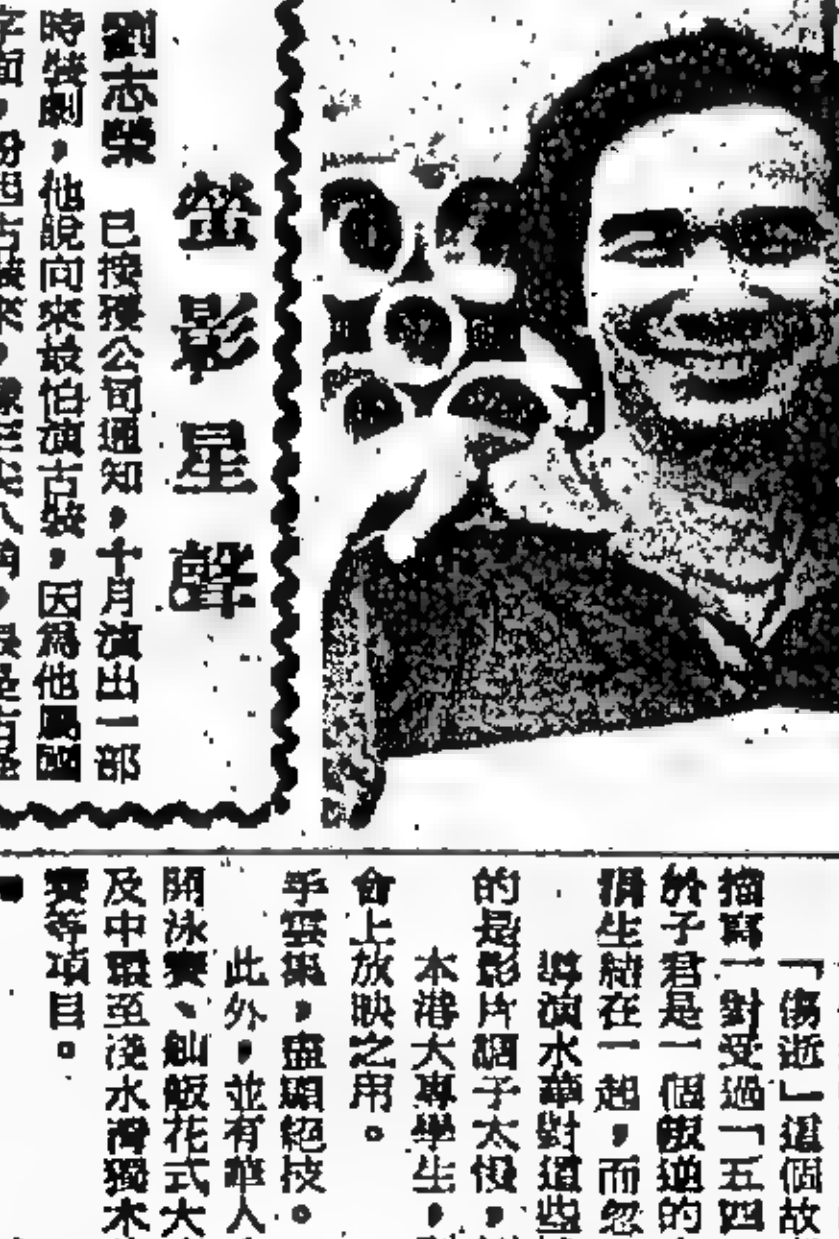 螢影星聲
劉志榮 已接獲公司通知，十月演出一部
時裝劇，他說向來最怕演古裝，因爲他
「傷逝」這個故
描寫一對受過「五四
於子君是一個叛逆的
涓生結在一起，而忽
導演水華對這些
的是影片調子太慢，
本港大專學生，
會上放映之用。
手雲集，盡顯絕技。
此外，並有華人
開泳賽、舢舨花式大
及中環至淺水灣獨木
賽等項目。